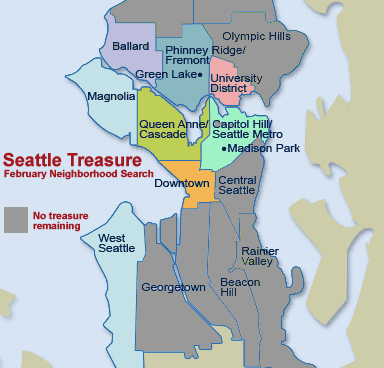 Olympic Hills
Ballard
Phinney Ridge/
Fremont
Green Lake
University
District
Magnolia
Queen Anne/
Cascade
Capitol Hill/
Seattle Metro
Madison Park
Seattle Treasure
February Neighborhood Search
Downtown
Central
Seattle
No treasure
remaining
West
Seattle
Rainier
Valley
Georgetown
Beacon
Hill